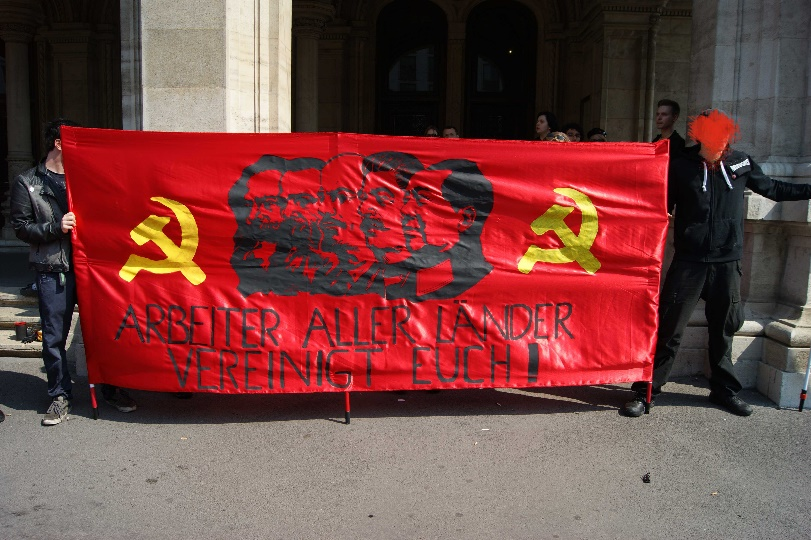 ARBEITER ALLER LÄNDER
VEREINIGT EUCH!